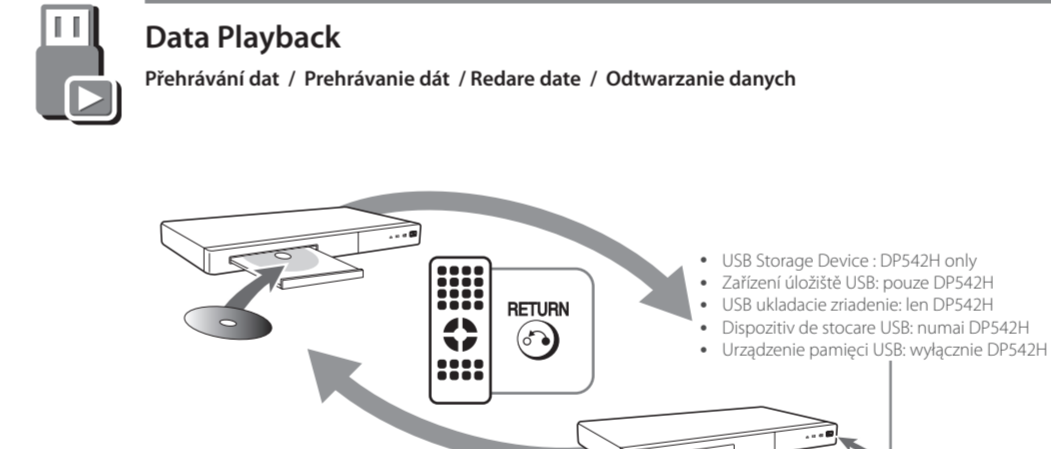 Data Playback
Přehrávání dat / Prehrávanie dát / Redare date / Odtwarzanie danych
• USB Storage Device : DP542H only
• Zařízení úložiště USB: pouze DP542H
• USB ukladacie zriadenie: len DP542H
• Dispozitiv de stocare USB: numai DP542H
• Urządzenie pamięci USB: wyłącznie DP542H
RETURN